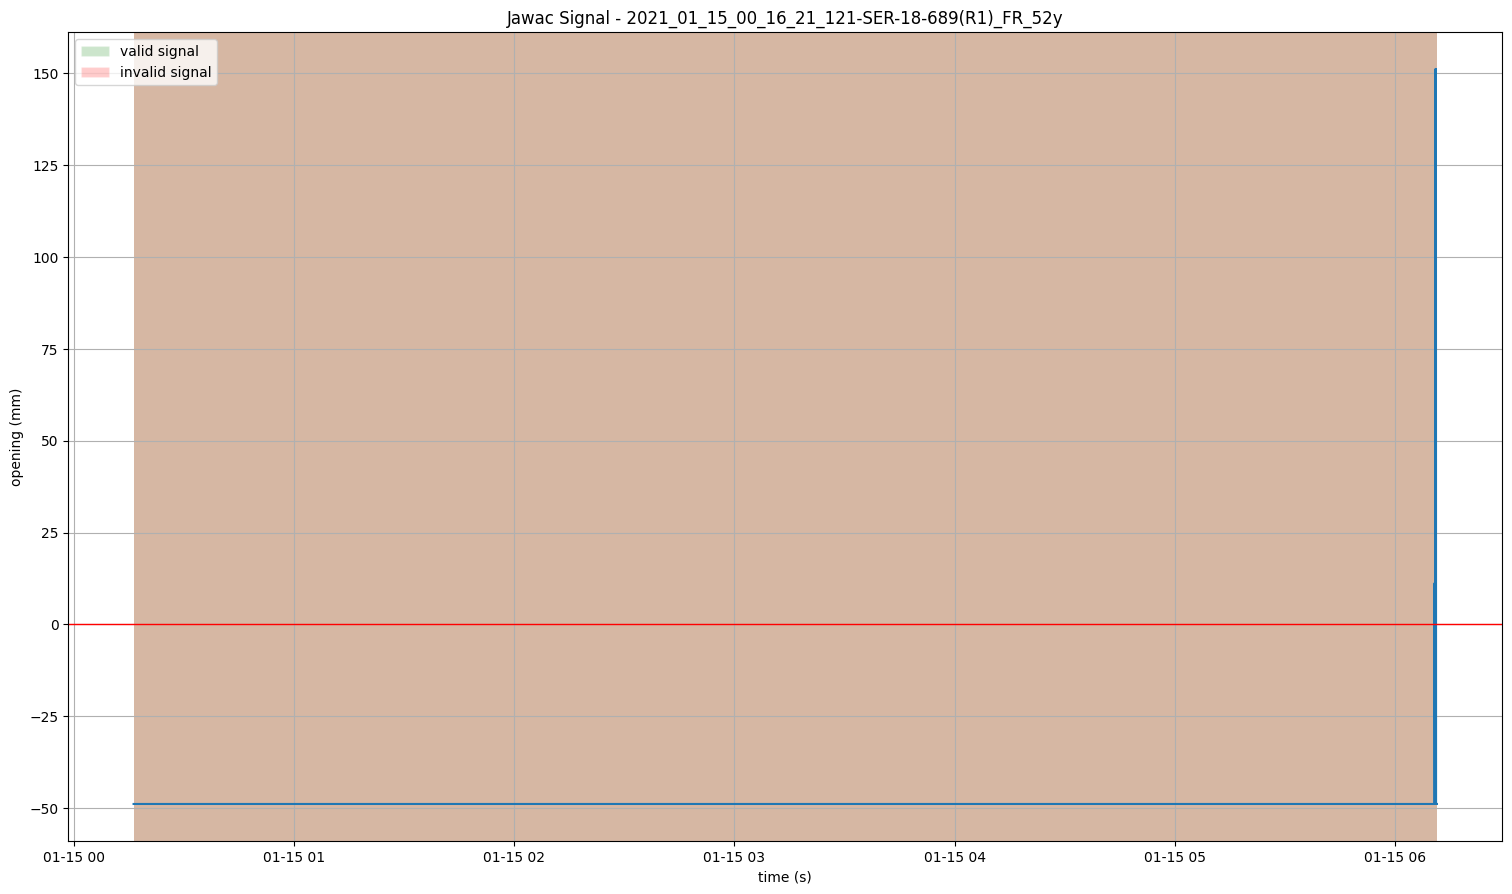 Jawac Signal - 2021_01_15_00_16_21_121-SER-18-689(R1)_FR_52y
valid signal
invalid signal
150
125
100
75
50
25
0
−25
−50
opening (mm)
01-15 00 01-15 01 01-15 02 01-15 03 01-15 04 01-15 05 01-15 06
time (s)